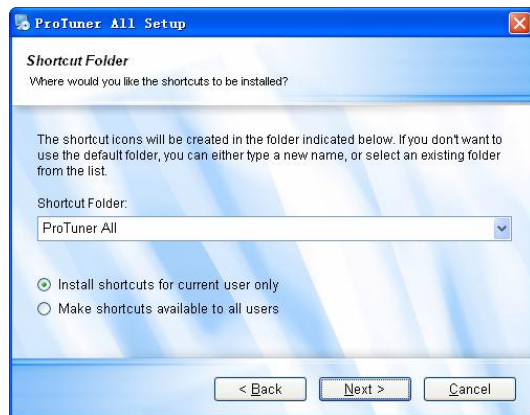 ProTuner All Setup
Shortcut Folder
Where would you like the shortcuts to be installed?
The shortcut icons will be created in the folder indicated below. If you don't want to
use the default folder, you can either type a new name, or select an existing folder
from the list.
Shortcut Folder:
ProTuner All
Install shortcuts for current user only
Make shortcuts available to all users
< Back
Next >
Cancel